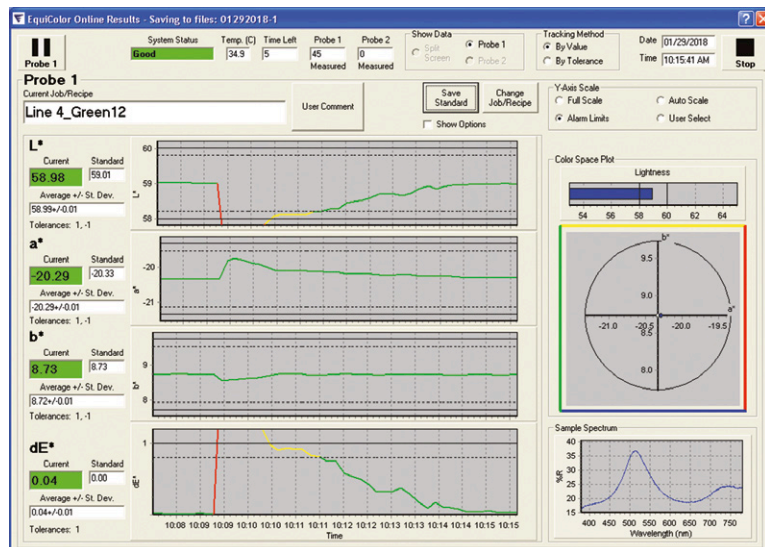 EquiColor Online Results - Saving to files: 01292018-1
Probe 1
System Status
Good
Temp. (C)
34.9
Time Left
5
Probe 1
45
Measured
Probe 2
0
Measured
Show Data
Split Screen
Probe 1
Probe 2
Tracking Method
By Value
By Tolerance
Date 01/29/2018
Time 10:15:41 AM
Stop
Probe 1
Current Job/Recipe
Line 4_Green12
User Comment
Save Standard
Change Job/Recipe
Show Options
Y-Axis Scale
Full Scale
Auto Scale
Alarm Limits
User Select
L*
Current Standard
58.98 59.01
Average +/- St. Dev.
58.99+/-0.01
Tolerances: 1, -1
60
59
58
L*
a*
Current Standard
-20.29 -20.33
Average +/- St. Dev.
-20.29+/-0.01
Tolerances: 1, -1
-20
-21
a*
b*
Current Standard
8.73 8.73
Average +/- St. Dev.
8.72+/-0.01
Tolerances: 1, -1
9
8
b*
dE*
Current Standard
0.04 0.00
Average +/- St. Dev.
0.04+/-0.01
Tolerances: 1
1
0
dE*
10:08 10:09 10:09 10:10 10:10 10:11 10:11 10:12 10:12 10:13 10:13 10:14 10:14 10:15 10:15
Time
Color Space Plot
Lightness
54 56 58 60 62 64
b*
9.5
9.0
a*
-21.0 -20.5 -20.0 -19.5
8.5
8.0
Sample Spectrum
40
35
30
25
20
15
%R
400 450 500 550 600 650 700 750
Wavelength (nm)